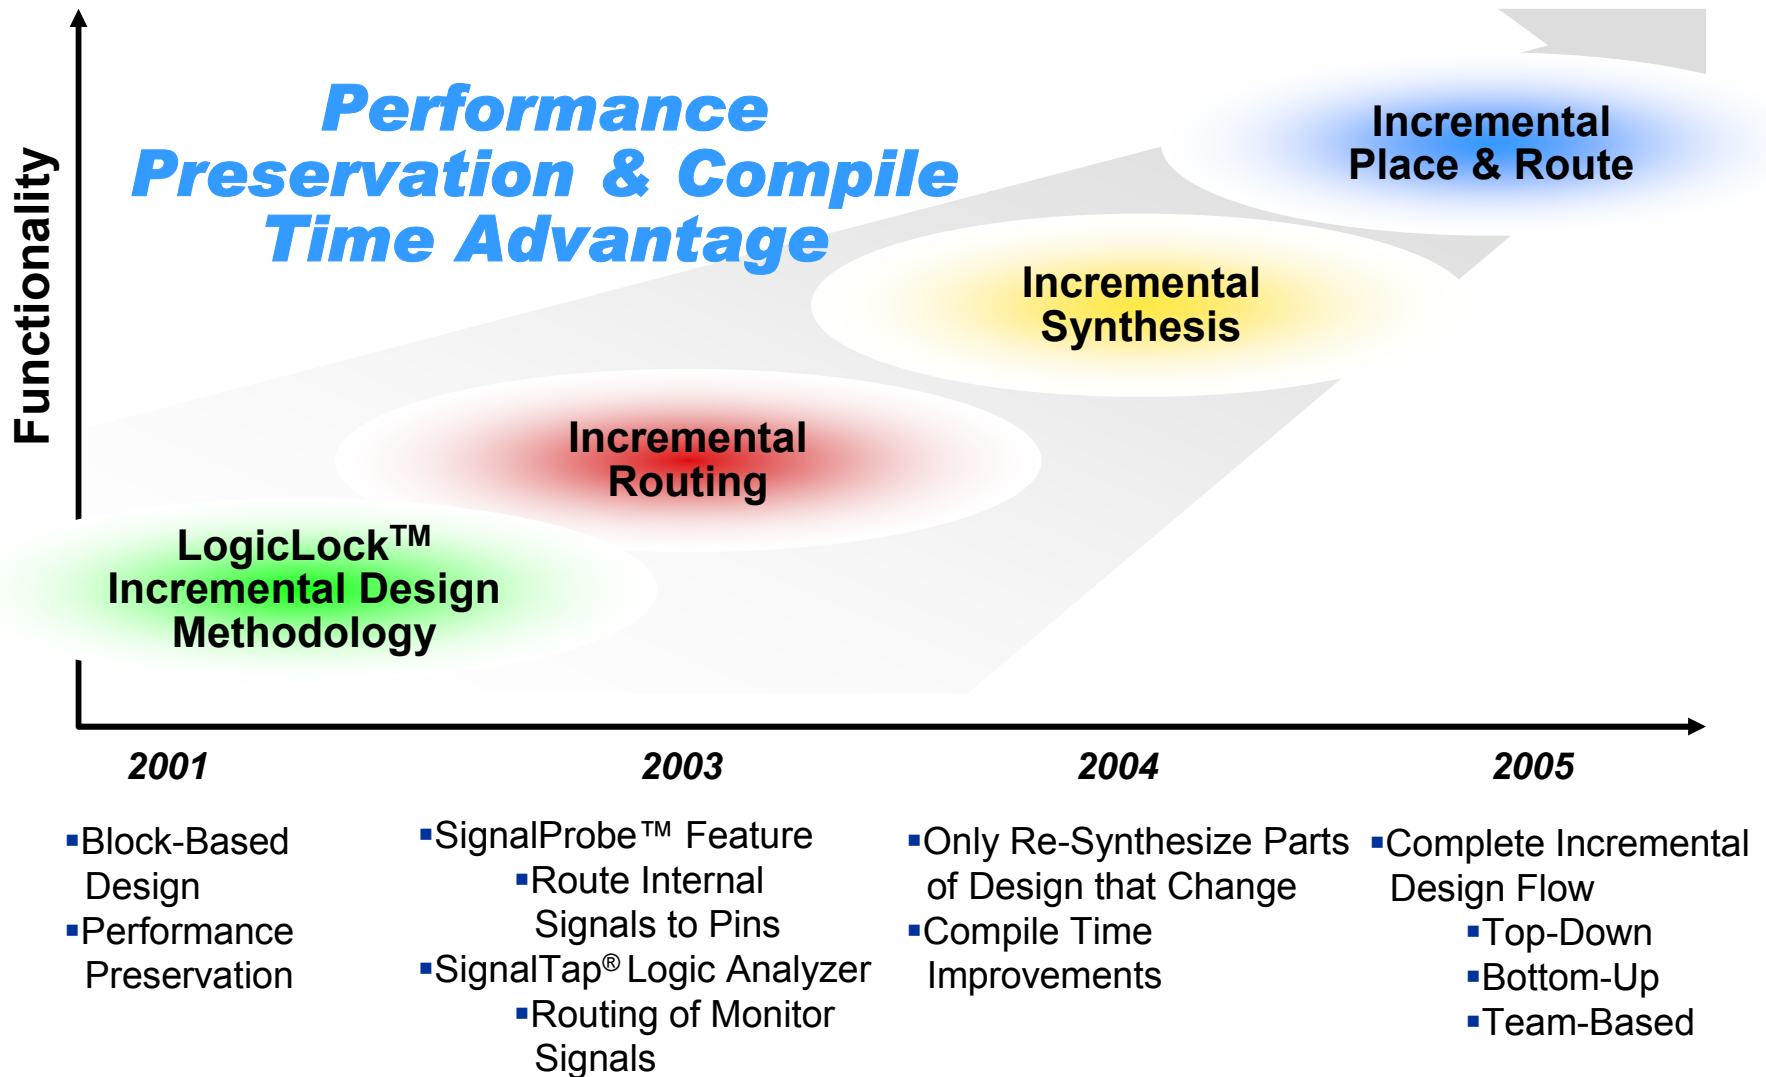 Performance
Preservation & Compile
Time Advantage
Functionality
Incremental
Place & Route
Incremental
Synthesis
Incremental
Routing
LogicLock™
Incremental Design
Methodology
2001
2003
2004
2005
▪Block-Based
Design
▪Performance
Preservation
▪SignalProbe™ Feature
▪Route Internal
Signals to Pins
▪SignalTap® Logic Analyzer
▪Routing of Monitor
Signals
▪Only Re-Synthesize Parts
of Design that Change
▪Compile Time
Improvements
▪Complete Incremental
Design Flow
▪Top-Down
▪Bottom-Up
▪Team-Based